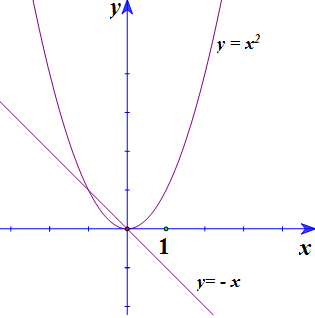 y
y = x²
x
1
y= - x